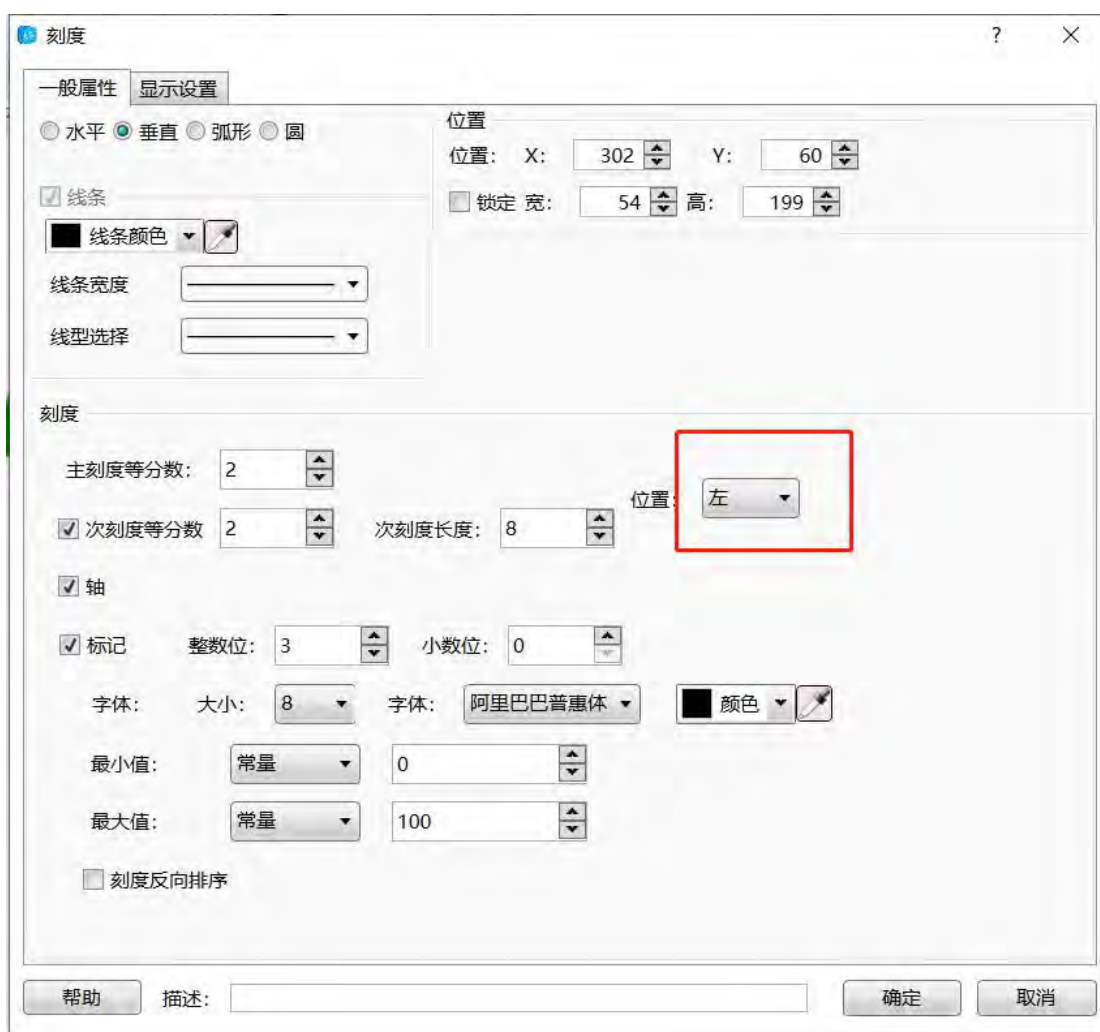 刻度 ?
一般属性 显示设置
水平 垂直 弧形 圆
位置
位置: X: 302 Y: 60
线条
锁定 宽: 54 高: 199
线条颜色
线条宽度
线型选择
刻度
主刻度等分数: 2
位置: 左
次刻度等分数 2 次刻度长度: 8
轴
标记 整数位: 3 小数位: 0
字体: 大小: 8 字体: 阿里巴巴普惠体 颜色
最小值: 常量 0
最大值: 常量 100
刻度反向排序
帮助 描述: 确定 取消